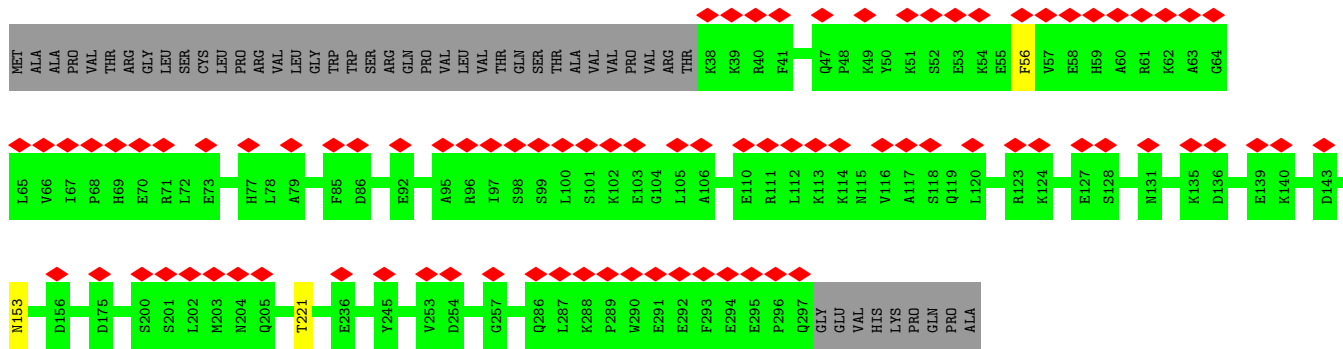 MET ALA ALA PRO VAL THR ARG GLY LEU SER CYS LEU PRO ARG VAL LEU GLY TRP TRP SER ARG GLN PRO VAL LEU VAL THR GLN SER THR ALA VAL VAL PRO VAL ARG THR K38 K39 R40 F41 Q47 P48 K49 Y50 K51 S52 E53 K54 E55 F56 V57 E58 H59 A60 R61 K62 A63 G64
L65 V66 I67 P68 H69 E70 R71 L72 E73 H77 L78 A79 F85 D86 E92 A95 R96 I97 S98 S99 L100 S101 K102 E103 G104 L105 A106 E110 R111 L112 K113 K114 N115 V116 A117 S118 Q119 L120 R123 K124 E127 S128 N131 K135 D136 E139 K140 D143
N153 D156 D175 S200 S201 L202 M203 N204 Q205 T221 E236 Y245 V253 D254 G257 Q286 L287 K288 P289 W290 E291 E292 F293 E294 E295 P296 Q297 GLY GLU VAL HIS LYS PRO GLN PRO ALA